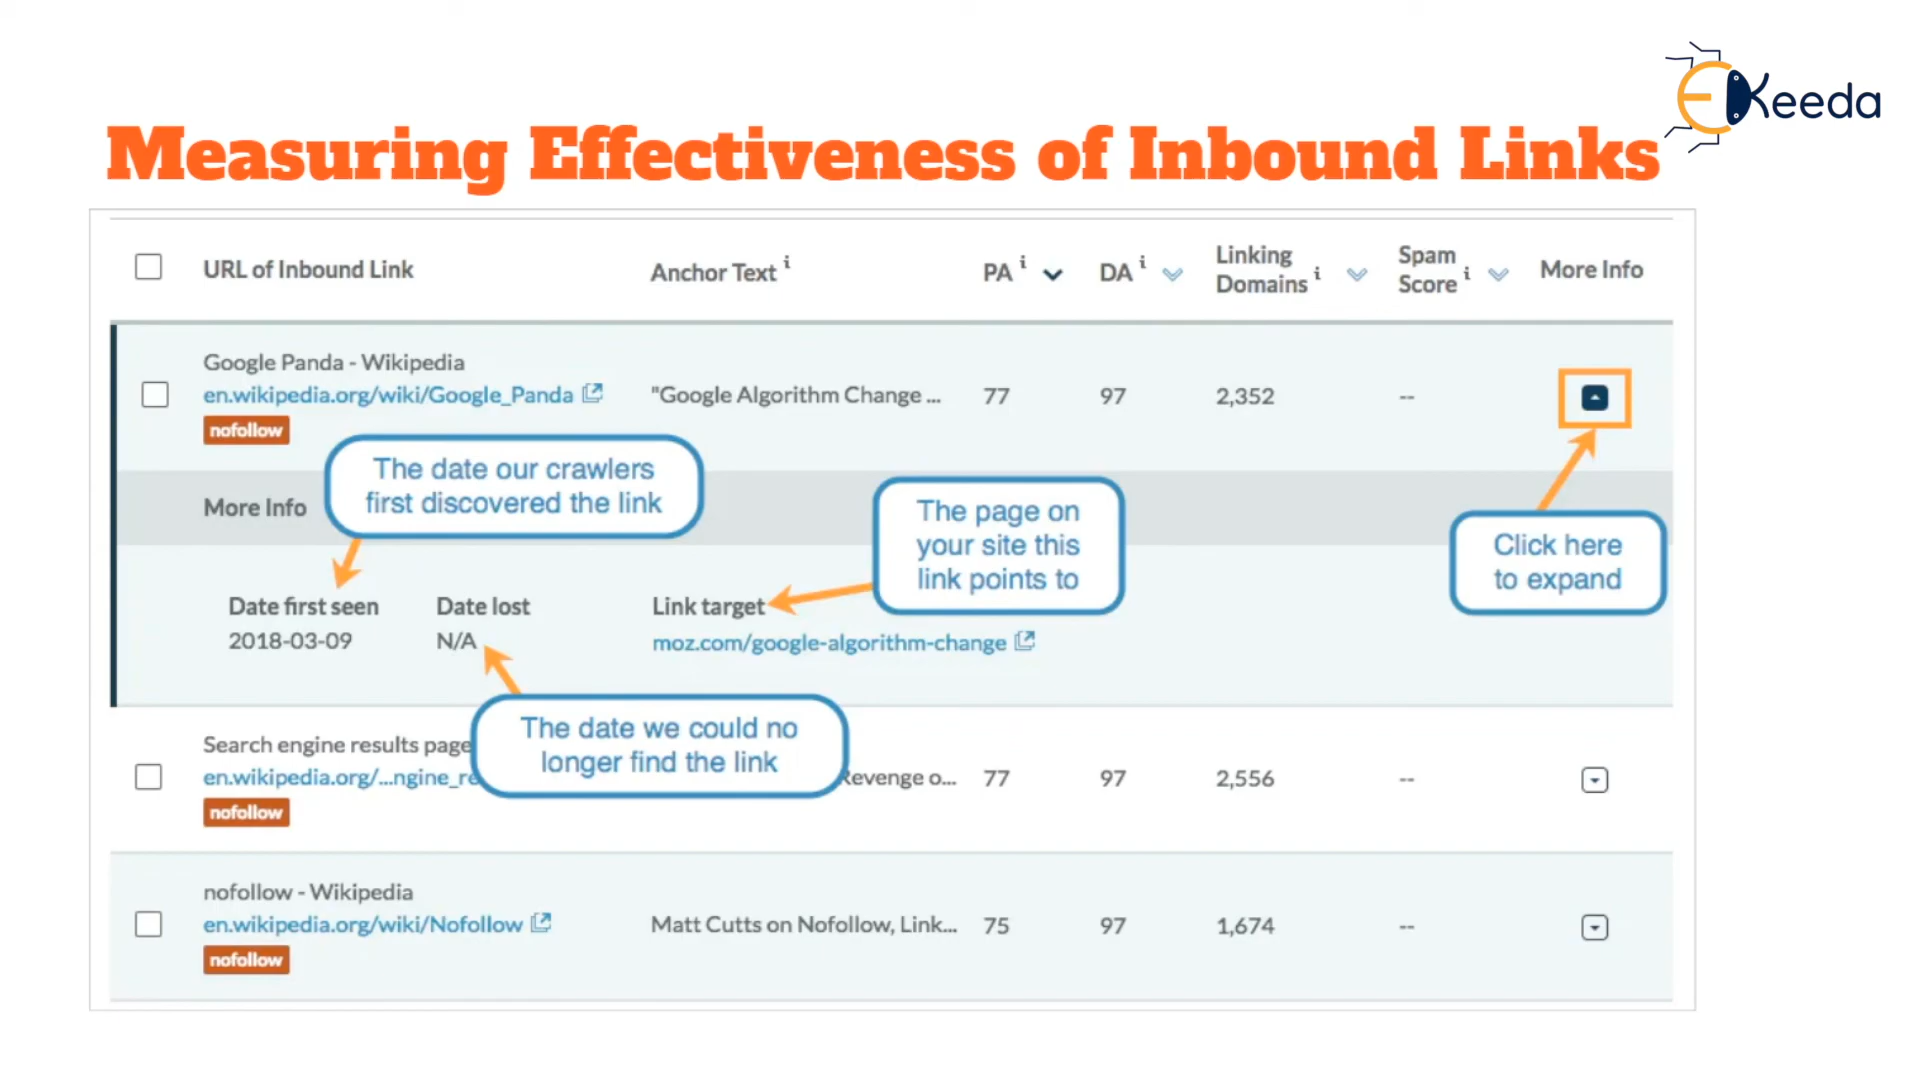 EKeeda
Measuring Effectiveness of Inbound Links
URL of Inbound Link
Anchor Text i
PA i
DA i
Linking
Domains i
Spam
Score i
More Info
Google Panda - Wikipedia
en.wikipedia.org/wiki/Google_Panda
"Google Algorithm Change ...
77
97
2,352
--
nofollow
The date our crawlers
first discovered the link
More Info
The page on
your site this
link points to
Click here
to expand
Date first seen
Date lost
Link target
2018-03-09
N/A
moz.com/google-algorithm-change
The date we could no
longer find the link
Search engine results page
en.wikipedia.org/...ngine_re
Revenge o...
77
97
2,556
--
nofollow
nofollow - Wikipedia
en.wikipedia.org/wiki/Nofollow
Matt Cutts on Nofollow, Link...
75
97
1,674
--
nofollow